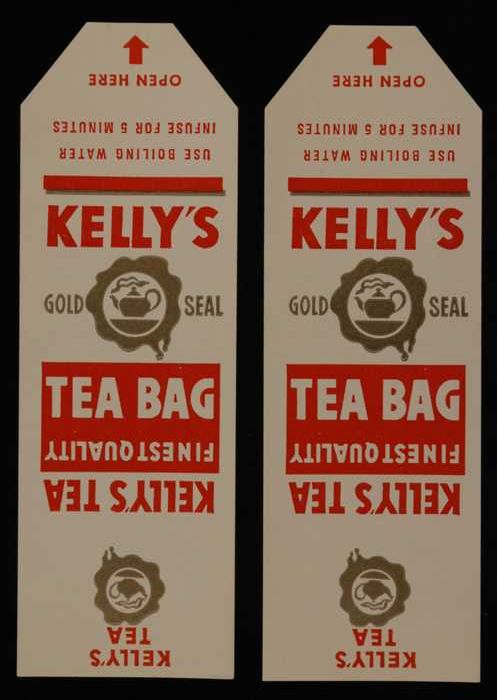 OPEN HERE
INFUSE FOR 5 MINUTES
USE BOILING WATER
KELLY'S
GOLD SEAL
TEA BAG
FINEST QUALITY
KELLY'S TEA
KELLY'S
TEA
OPEN HERE
INFUSE FOR 5 MINUTES
USE BOILING WATER
KELLY'S
GOLD SEAL
TEA BAG
FINEST QUALITY
KELLY'S TEA
KELLY'S
TEA